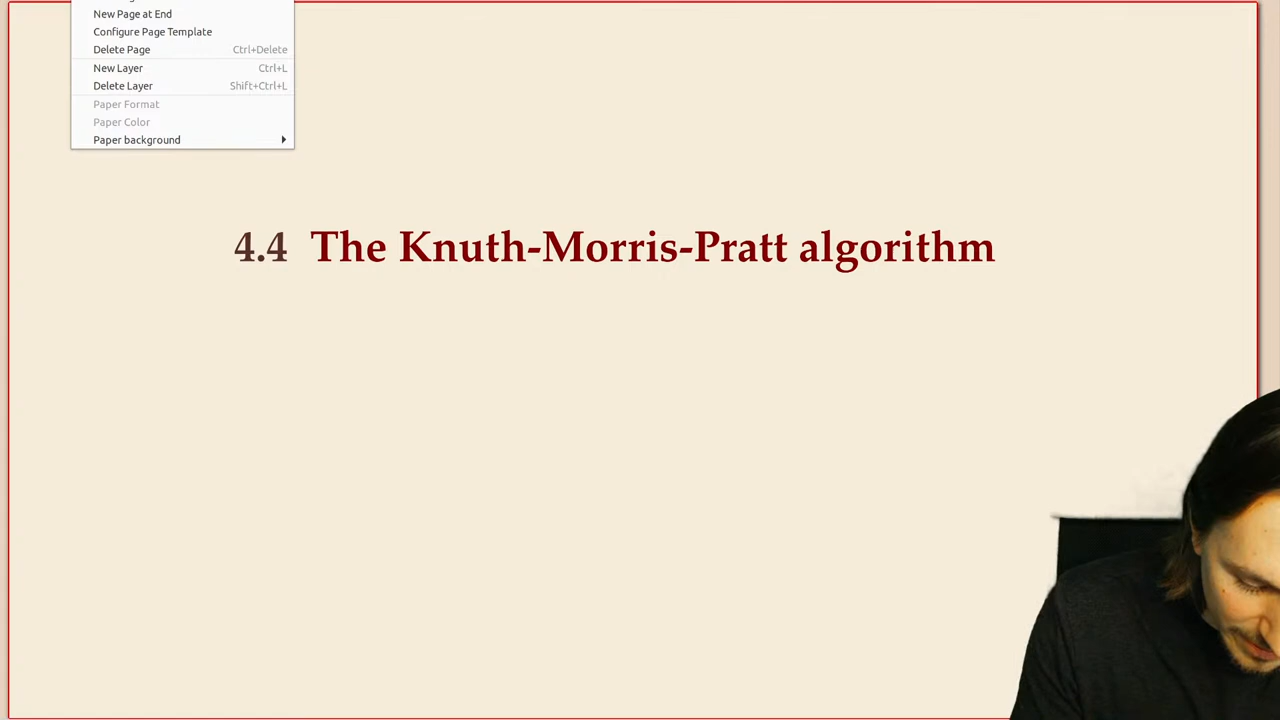 New Page at End
Configure Page Template
Delete Page Ctrl+Delete
New Layer Ctrl+L
Delete Layer Shift+Ctrl+L
Paper Format
Paper Color
Paper background
4.4 The Knuth-Morris-Pratt algorithm